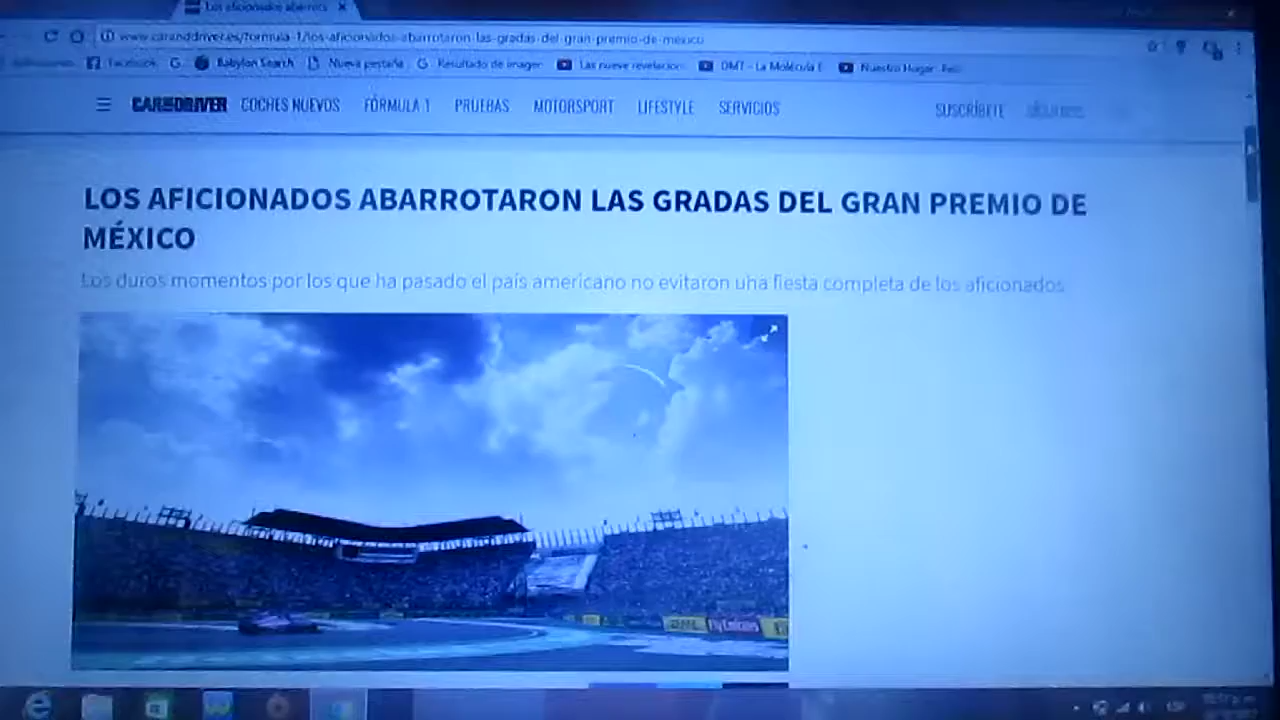 Los aficionados abarrota
www.caranddriver.es/formula-1/los-aficionados-abarrotaron-las-gradas-del-gran-premio-de-mexico
Facebook G Babylon Search Nueva pestaña Resultado de imagen Las nueve revelacion DMT - La Molécula Nuestro Hogar
CAR AND DRIVER COCHES NUEVOS FÓRMULA 1 PRUEBAS MOTORSPORT LIFESTYLE SERVICIOS SUSCRÍBETE
LOS AFICIONADOS ABARROTARON LAS GRADAS DEL GRAN PREMIO DE
MÉXICO
Los duros momentos por los que ha pasado el país americano no evitaron una fiesta completa de los aficionados
Emirates